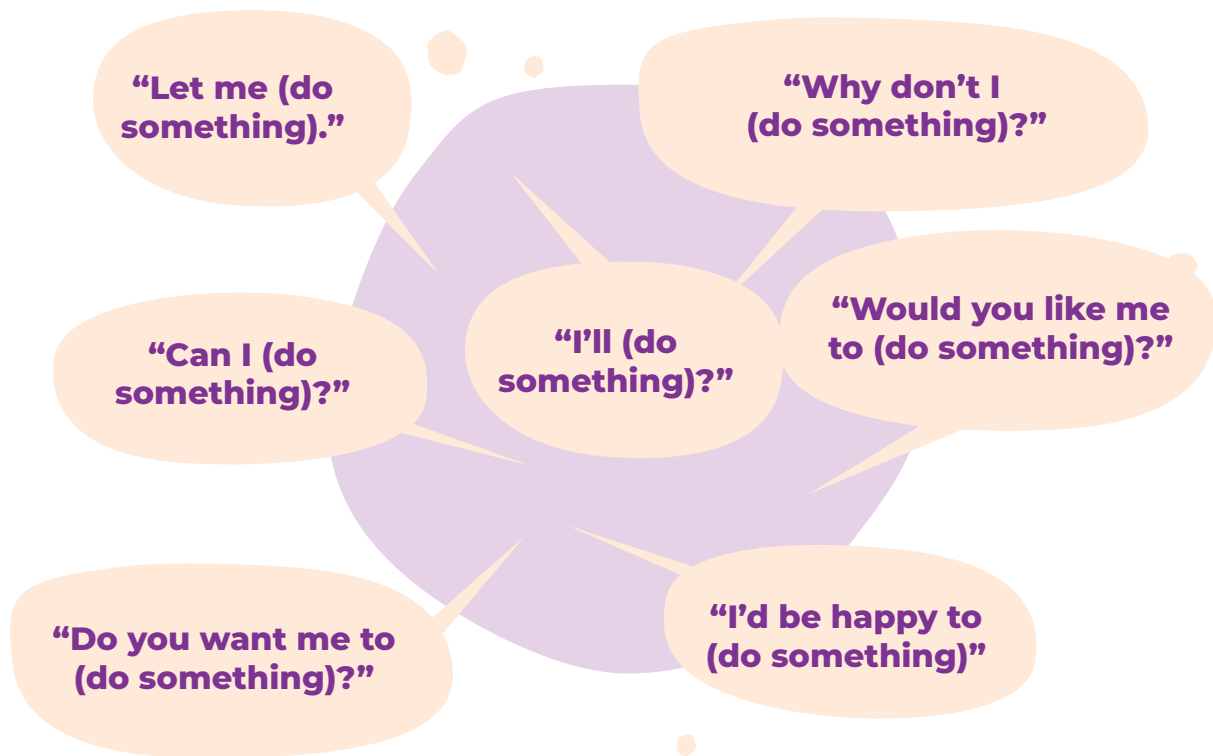 “Let me (do
something).”
“Why don’t I
(do something)?”
“Can I (do
something)?”
“I’ll (do
something)?”
“Would you like me
to (do something)?”
“Do you want me to
(do something)?”
“I’d be happy to
(do something)”